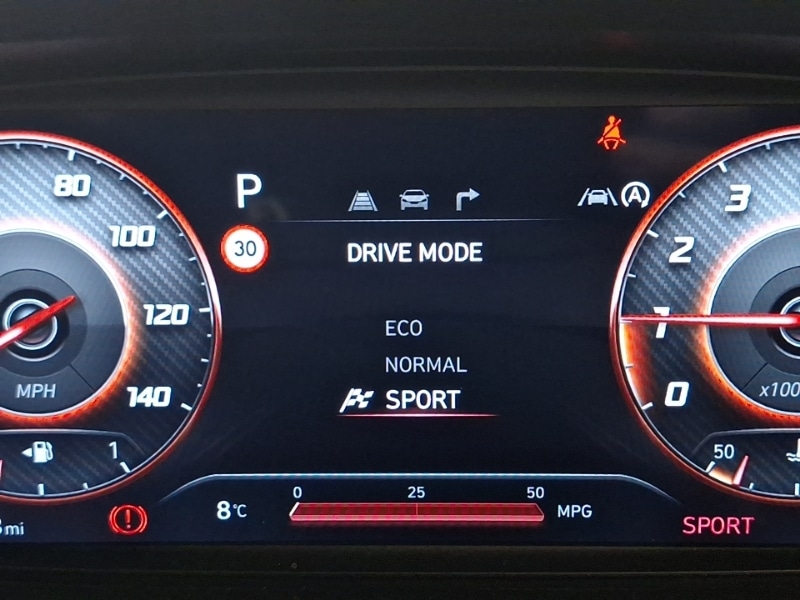 80
100
120
140
MPH
1
mi
P
30
DRIVE MODE
ECO
NORMAL
SPORT
A
3
2
1
0
50
8°C
0 25 50
MPG
SPORT